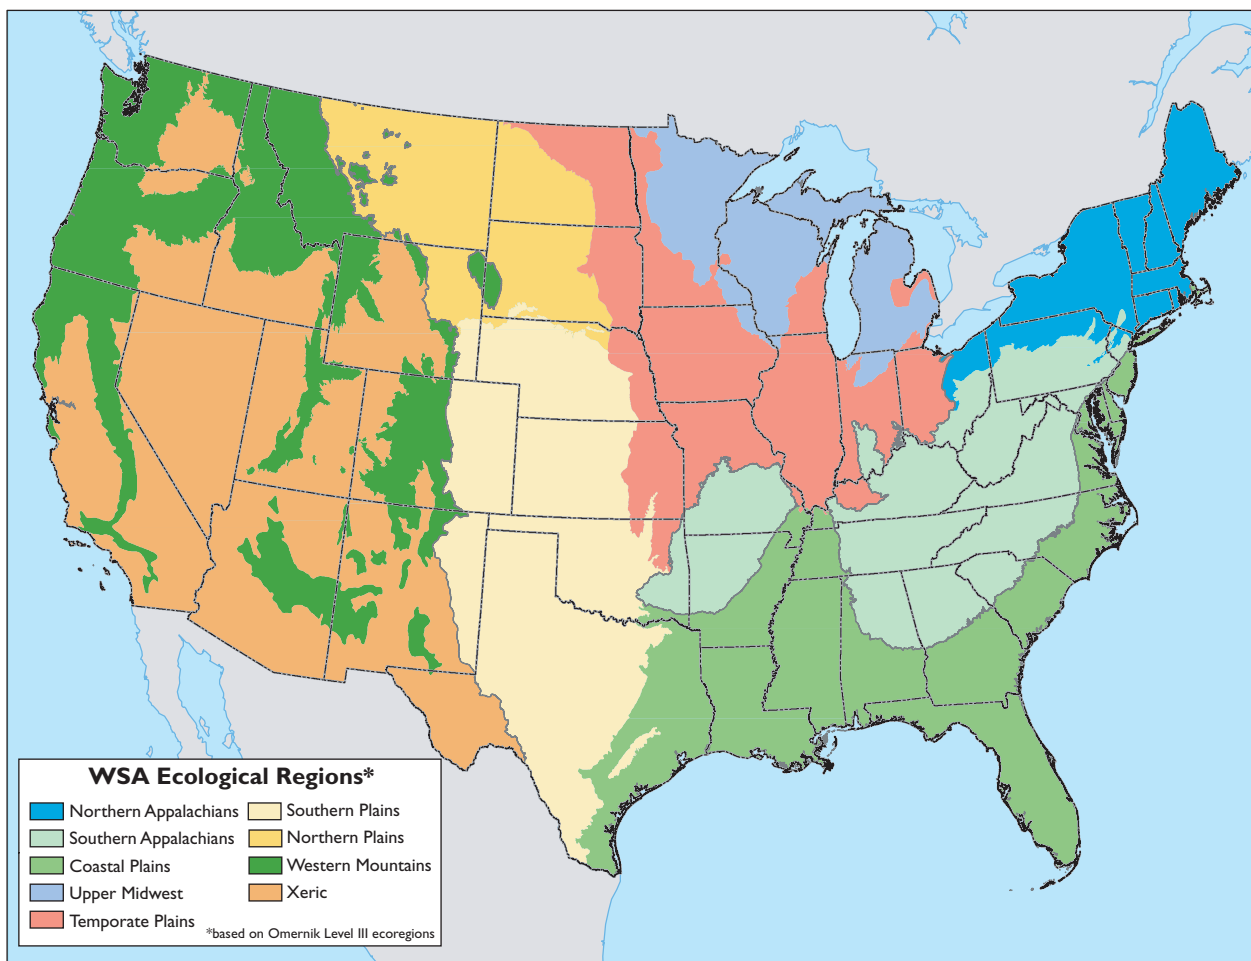 WSA Ecological Regions*
Northern Appalachians
Southern Appalachians
Coastal Plains
Upper Midwest
Temporate Plains
Southern Plains
Northern Plains
Western Mountains
Xeric
*based on Omernik Level III ecoregions